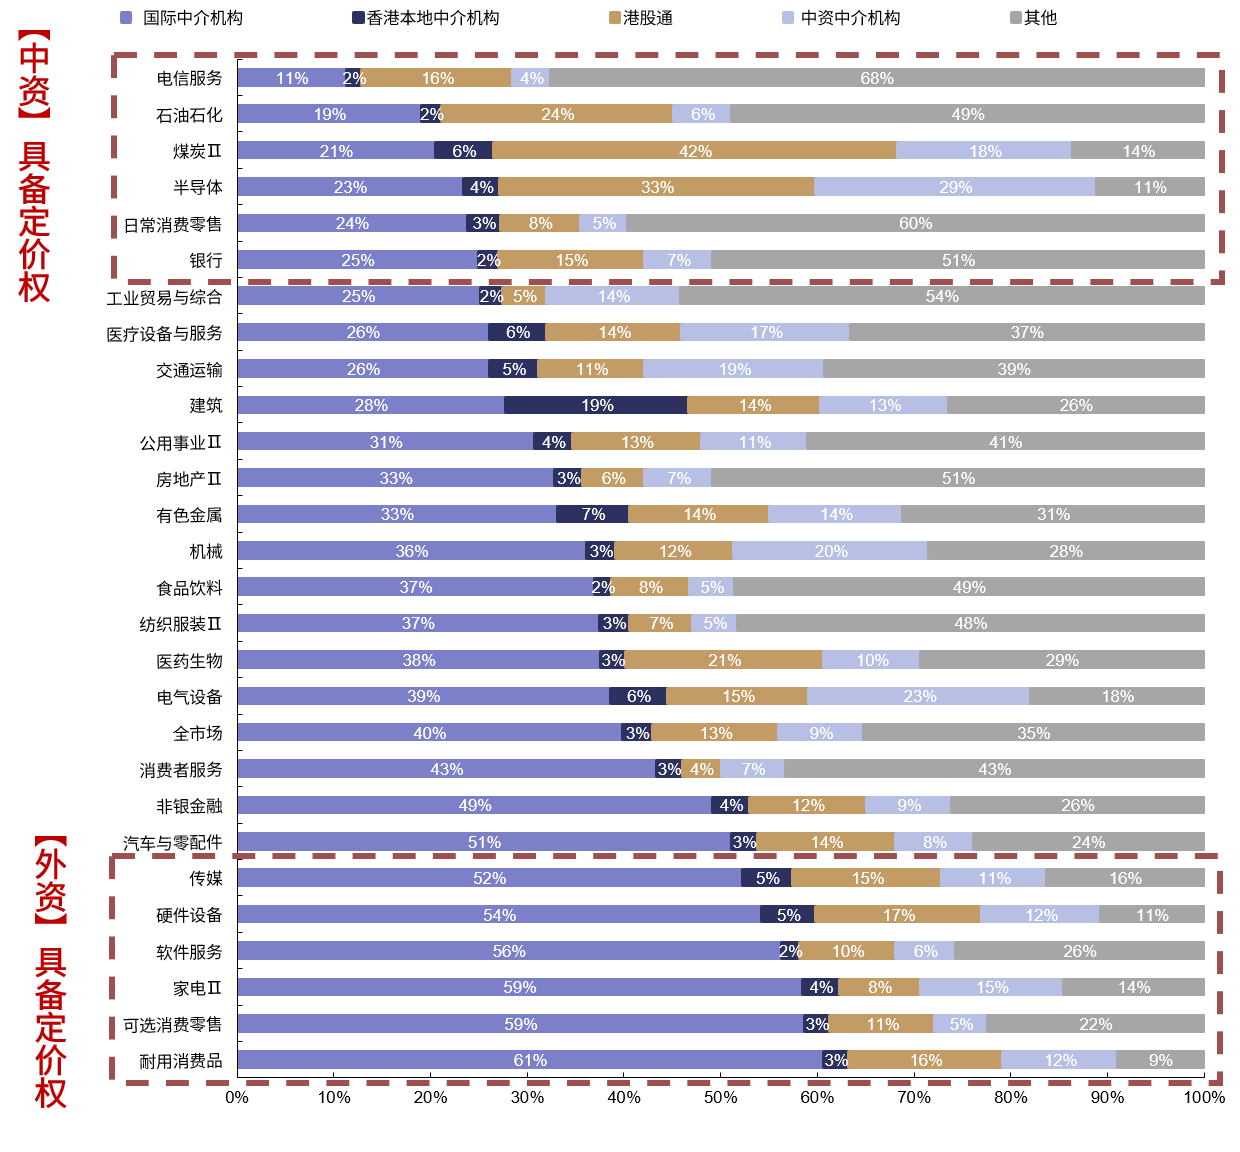 国际中介机构 香港本地中介机构 港股通 中资中介机构 其他
【中资】具备定价权
电信服务 11% 2% 16% 4% 68%
石油石化 19% 2% 24% 6% 49%
煤炭Ⅱ 21% 6% 42% 18% 14%
半导体 23% 4% 33% 29% 11%
日常消费零售 24% 3% 8% 5% 60%
银行 25% 2% 15% 7% 51%
工业贸易与综合 25% 2% 5% 14% 54%
医疗设备与服务 26% 6% 14% 17% 37%
交通运输 26% 5% 11% 19% 39%
建筑 28% 19% 14% 13% 26%
公用事业Ⅱ 31% 4% 13% 11% 41%
房地产Ⅱ 33% 3% 6% 7% 51%
有色金属 33% 7% 14% 14% 31%
机械 36% 3% 12% 20% 28%
食品饮料 37% 2% 8% 5% 49%
纺织服装Ⅱ 37% 3% 7% 5% 48%
医药生物 38% 3% 21% 10% 29%
电气设备 39% 6% 15% 23% 18%
全市场 40% 3% 13% 9% 35%
消费者服务 43% 3% 4% 7% 43%
非银金融 49% 4% 12% 9% 26%
汽车与零配件 51% 3% 14% 8% 24%
【外资】具备定价权
传媒 52% 5% 15% 11% 16%
硬件设备 54% 5% 17% 12% 11%
软件服务 56% 2% 10% 6% 26%
家电Ⅱ 59% 4% 8% 15% 14%
可选消费零售 59% 3% 11% 5% 22%
耐用消费品 61% 3% 16% 12% 9%
0% 10% 20% 30% 40% 50% 60% 70% 80% 90% 100%